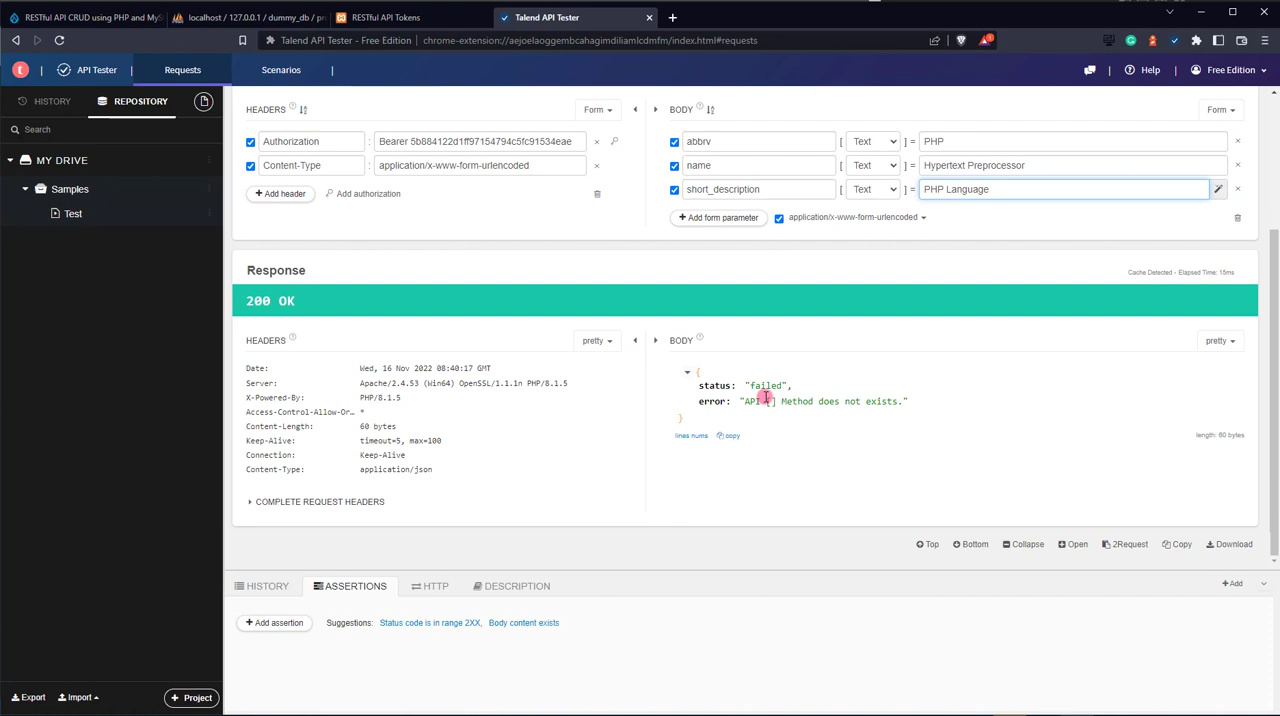 RESTful API CRUD using PHP and MyS
localhost / 127.0.0.1 / dummy_db / pr
RESTful API Tokens
Talend API Tester
Talend API Tester - Free Edition
chrome-extension://aejoelaoggembcahagimdiliamlcdmfm/index.html#requests
API Tester
Requests
Scenarios
Help
Free Edition
HISTORY
REPOSITORY
Search
MY DRIVE
Samples
Test
HEADERS
Form
BODY
Form
Authorization : Bearer 5b884122d1ff97154794c5fc91534eae
Content-Type : application/x-www-form-urlencoded
+ Add header
Add authorization
abbrv [ Text ] = PHP
name [ Text ] = Hypertext Preprocessor
short_description [ Text ] = PHP Language
+ Add form parameter
application/x-www-form-urlencoded
Response
Cache Detected - Elapsed Time: 15ms
200 OK
HEADERS
pretty
BODY
pretty
Date: Wed, 16 Nov 2022 08:40:17 GMT
Server: Apache/2.4.53 (Win64) OpenSSL/1.1.1n PHP/8.1.5
X-Powered-By: PHP/8.1.5
Access-Control-Allow-Or… *
Content-Length: 60 bytes
Keep-Alive: timeout=5, max=100
Connection: Keep-Alive
Content-Type: application/json
COMPLETE REQUEST HEADERS
{
status: "failed",
error: "API [] Method does not exists."
}
lines nums
copy
length: 60 bytes
Top
Bottom
Collapse
Open
2Request
Copy
Download
HISTORY
ASSERTIONS
HTTP
DESCRIPTION
+ Add
+ Add assertion
Suggestions: Status code is in range 2XX, Body content exists
Export
Import
+ Project